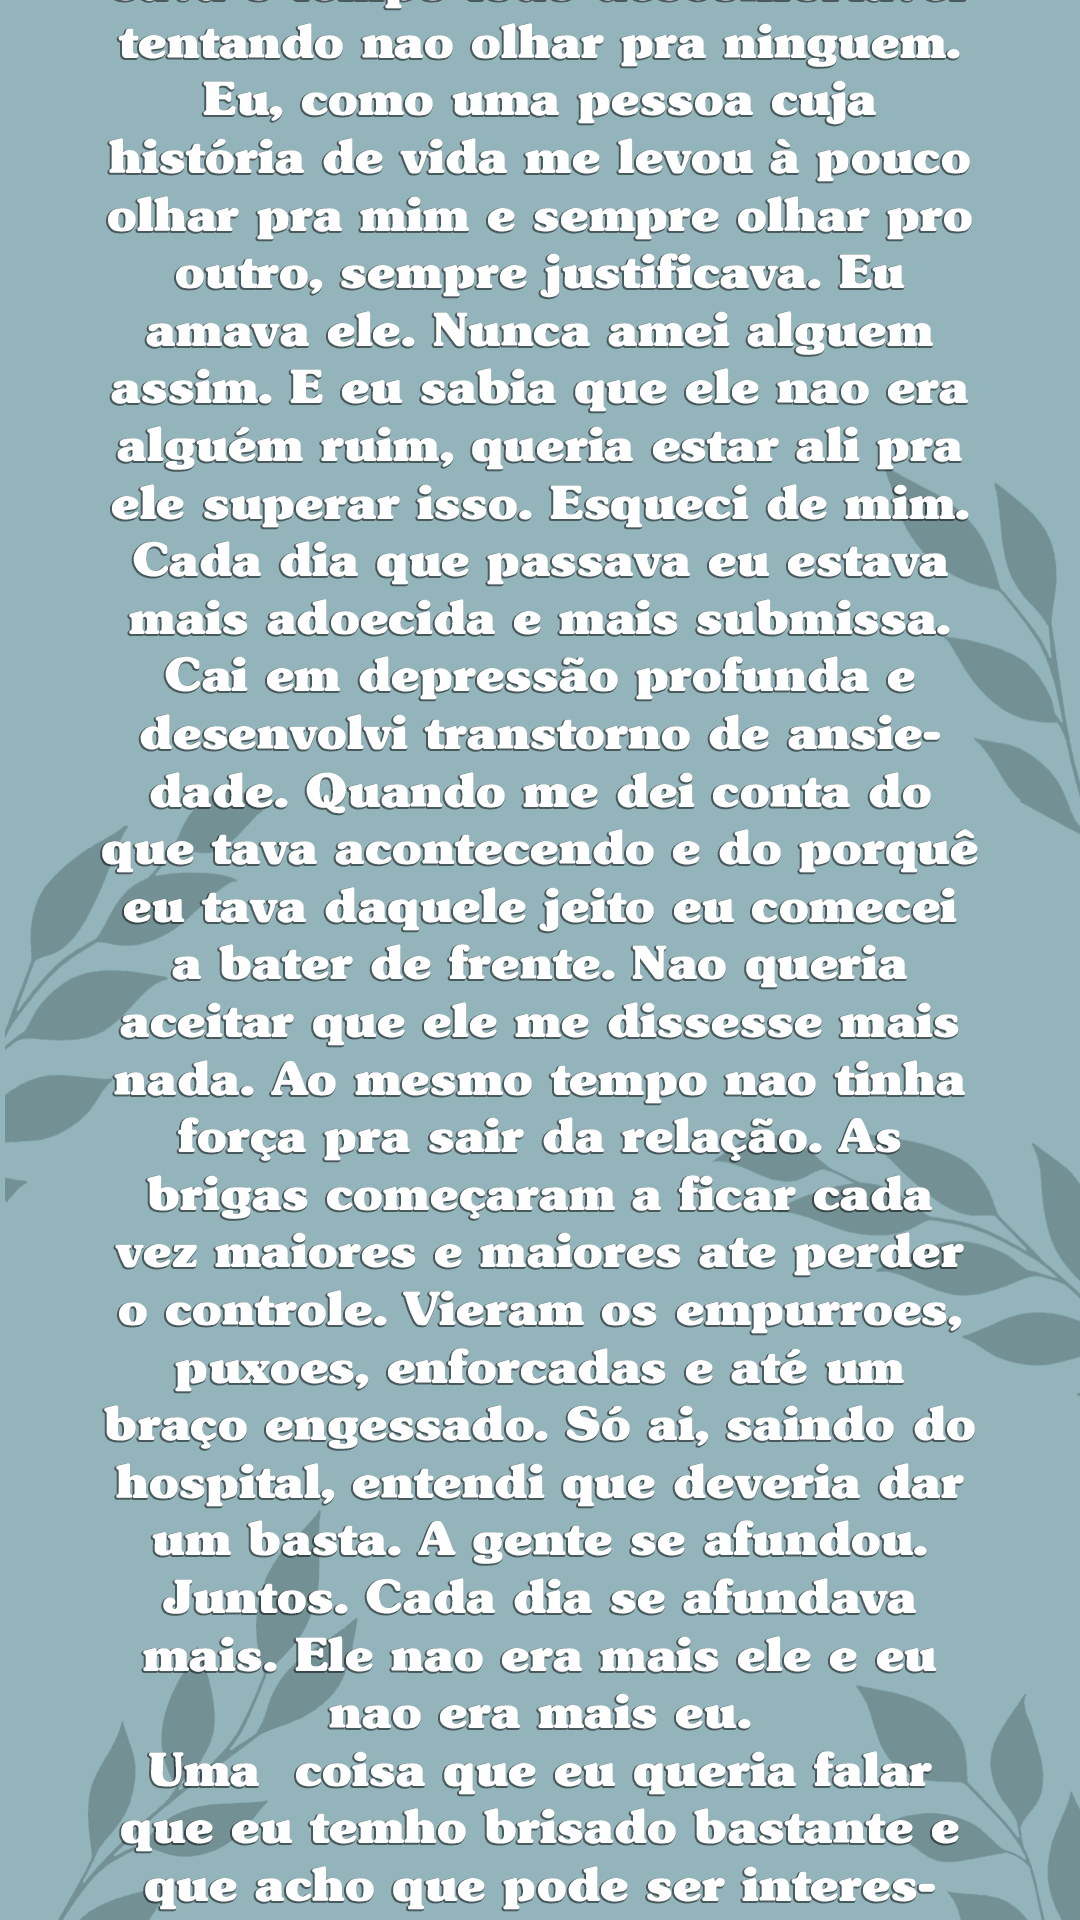 tentando nao olhar pra ninguem.
Eu, como uma pessoa cuja
história de vida me levou à pouco
olhar pra mim e sempre olhar pro
outro, sempre justificava. Eu
amava ele. Nunca amei alguem
assim. E eu sabia que ele nao era
alguém ruim, queria estar ali pra
ele superar isso. Esqueci de mim.
Cada dia que passava eu estava
mais adoecida e mais submissa.
Cai em depressão profunda e
desenvolvi transtorno de ansie-
dade. Quando me dei conta do
que tava acontecendo e do porquê
eu tava daquele jeito eu comecei
a bater de frente. Nao queria
aceitar que ele me dissesse mais
nada. Ao mesmo tempo nao tinha
força pra sair da relação. As
brigas começaram a ficar cada
vez maiores e maiores ate perder
o controle. Vieram os empurroes,
puxoes, enforcadas e até um
braço engessado. Só ai, saindo do
hospital, entendi que deveria dar
um basta. A gente se afundou.
Juntos. Cada dia se afundava
mais. Ele nao era mais ele e eu
nao era mais eu.
Uma coisa que eu queria falar
que eu temho brisado bastante e
que acho que pode ser interes-